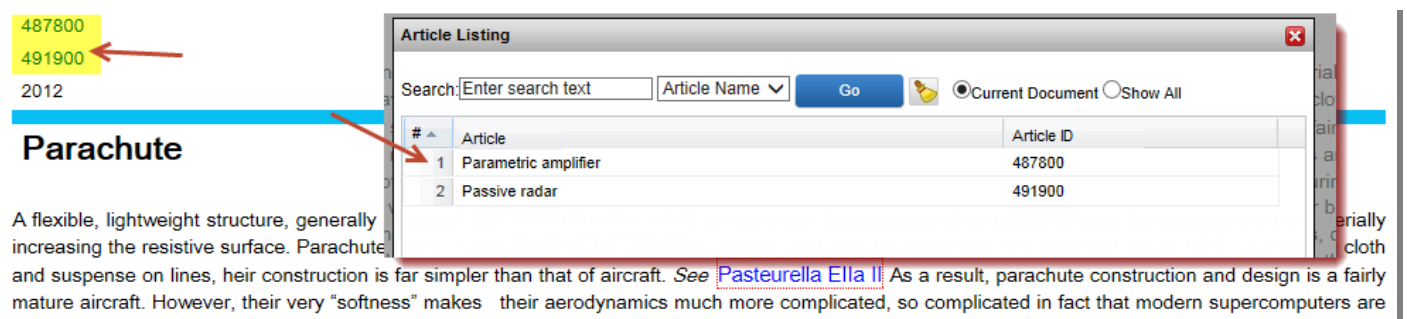 487800
491900
2012
Parachute
Article Listing
Search: Enter search text Article Name Go Current Document Show All
# Article Article ID
1 Parametric amplifier 487800
2 Passive radar 491900
A flexible, lightweight structure, generally
erially
increasing the resistive surface. Parachute
cloth
and suspense on lines, heir construction is far simpler than that of aircraft. See Pasteurella Ella II As a result, parachute construction and design is a fairly
mature aircraft. However, their very “softness” makes their aerodynamics much more complicated, so complicated in fact that modern supercomputers are